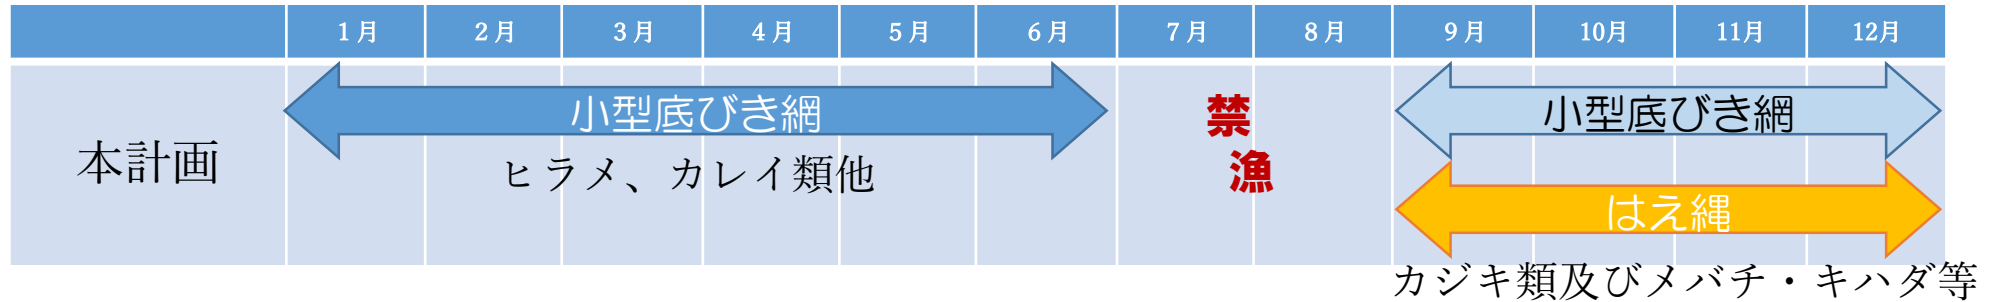 1月 2月 3月 4月 5月 6月 7月 8月 9月 10月 11月 12月
本計画
小型底びき網
ヒラメ、カレイ類他
禁
漁
小型底びき網
はえ縄
カジキ類及びメバチ・キハダ等